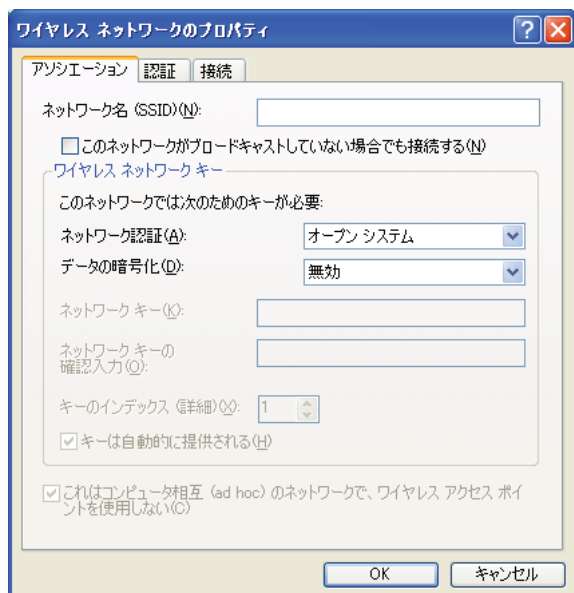 ワイヤレス ネットワークのプロパティ
アソシエーション 認証 接続
ネットワーク名 (SSID)(N):
このネットワークがブロードキャストしていない場合でも接続する(N)
ワイヤレス ネットワーク キー
このネットワークでは次のためのキーが必要:
ネットワーク認証(A): オープン システム
データの暗号化(D): 無効
ネットワーク キー(K):
ネットワーク キーの
確認入力(O):
キーのインデックス (詳細)(X): 1
キーは自動的に提供される(H)
これはコンピュータ相互 (ad hoc) のネットワークで、ワイヤレス アクセス ポイ
ントを使用しない(C)
OK キャンセル